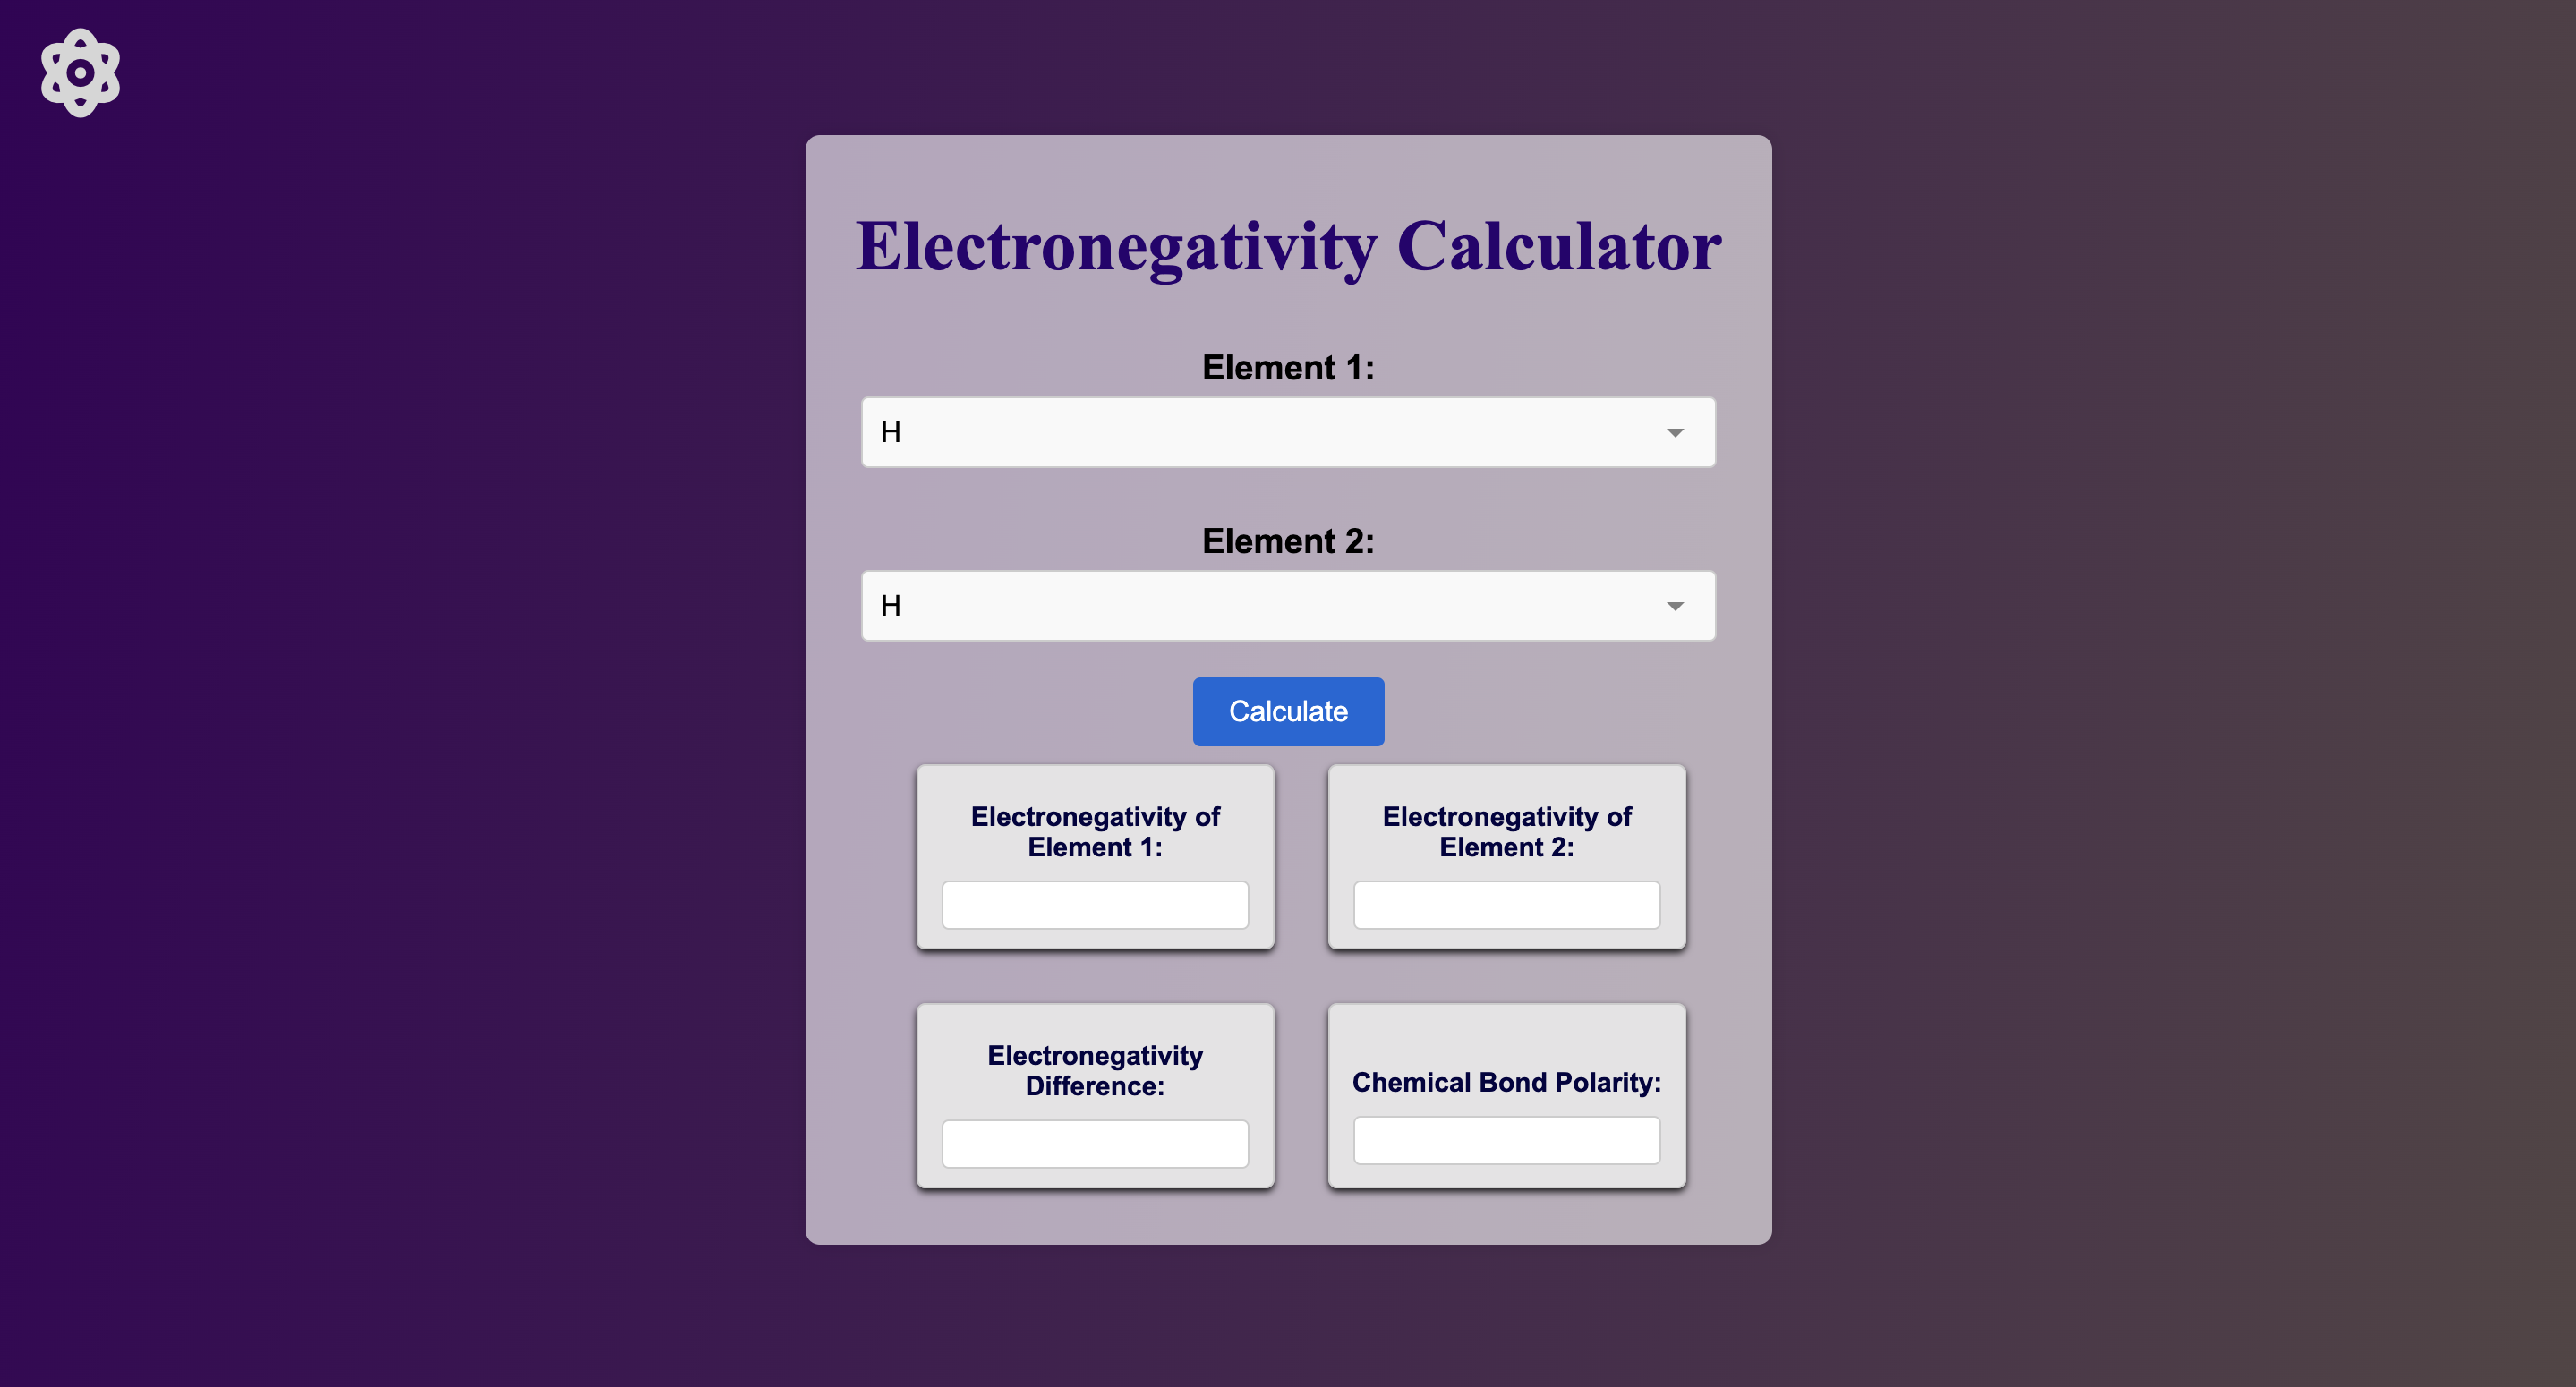 Electronegativity Calculator
Element 1:
H
Element 2:
H
Calculate
Electronegativity of
Element 1:
Electronegativity of
Element 2:
Electronegativity
Difference:
Chemical Bond Polarity: